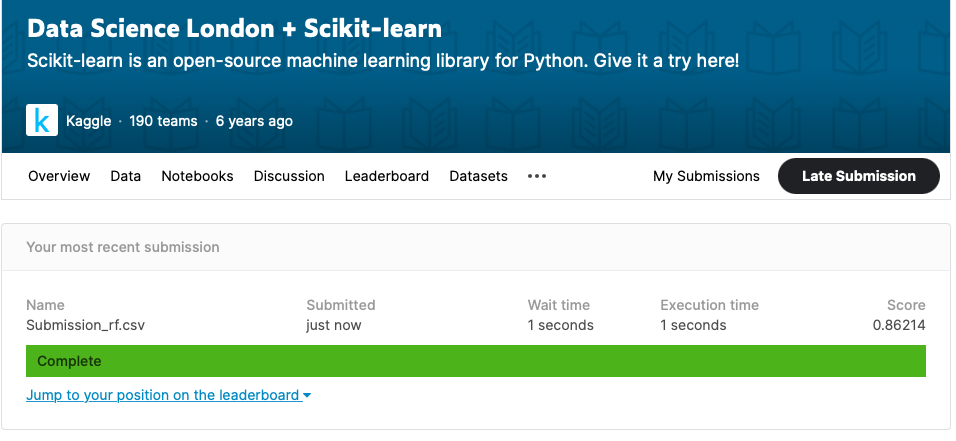 Data Science London + Scikit-learn
Scikit-learn is an open-source machine learning library for Python. Give it a try here!
k Kaggle · 190 teams · 6 years ago
Overview Data Notebooks Discussion Leaderboard Datasets ••• My Submissions Late Submission
Your most recent submission
Name Submitted Wait time Execution time Score
Submission_rf.csv just now 1 seconds 1 seconds 0.86214
Complete
Jump to your position on the leaderboard